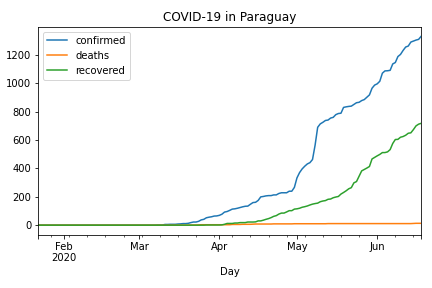 COVID-19 in Paraguay
confirmed
deaths
recovered
1200
1000
800
600
400
200
0
Feb
2020
Mar
Apr
May
Jun
Day